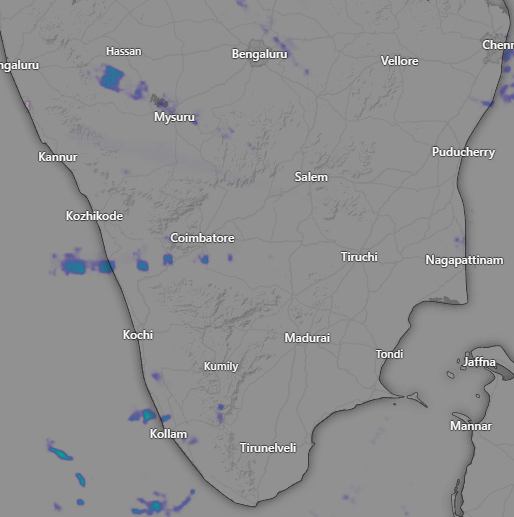 Hassan
Bengaluru
Chenn
Vellore
ngaluru
Mysuru
Kannur
Puducherry
Salem
Kozhikode
Coimbatore
Tiruchi
Nagapattinam
Kochi
Madurai
Tondi
Kumily
Jaffna
Kollam
Mannar
Tirunelveli